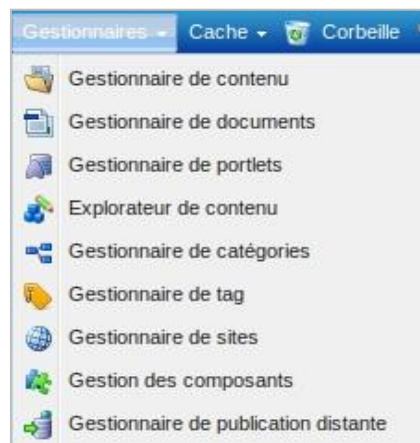 Gestionnaires Cache Corbeille
Gestionnaire de contenu
Gestionnaire de documents
Gestionnaire de portlets
Explorateur de contenu
Gestionnaire de catégories
Gestionnaire de tag
Gestionnaire de sites
Gestion des composants
Gestionnaire de publication distante